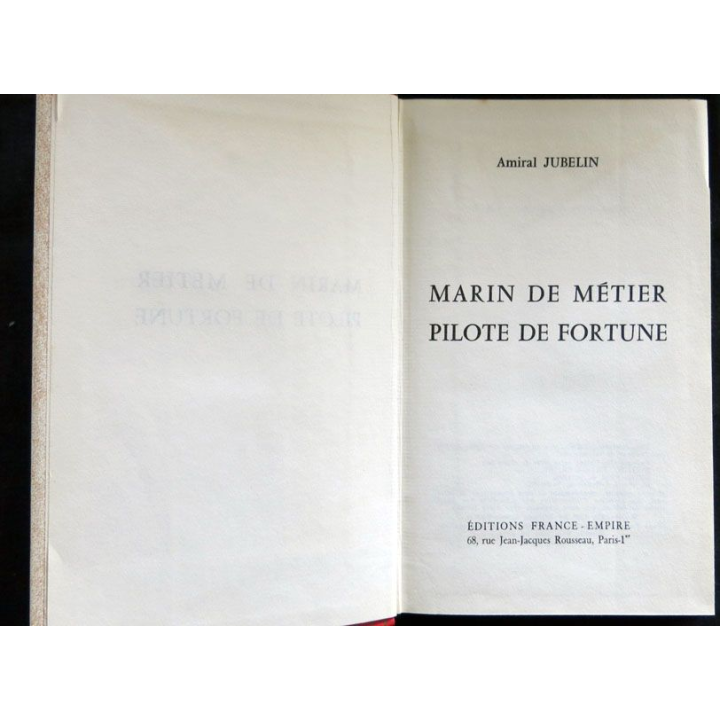 Amiral JUBELIN
MARIN DE MÉTIER
PILOTE DE FORTUNE
ÉDITIONS FRANCE-EMPIRE
68, rue Jean-Jacques Rousseau, Paris-1er